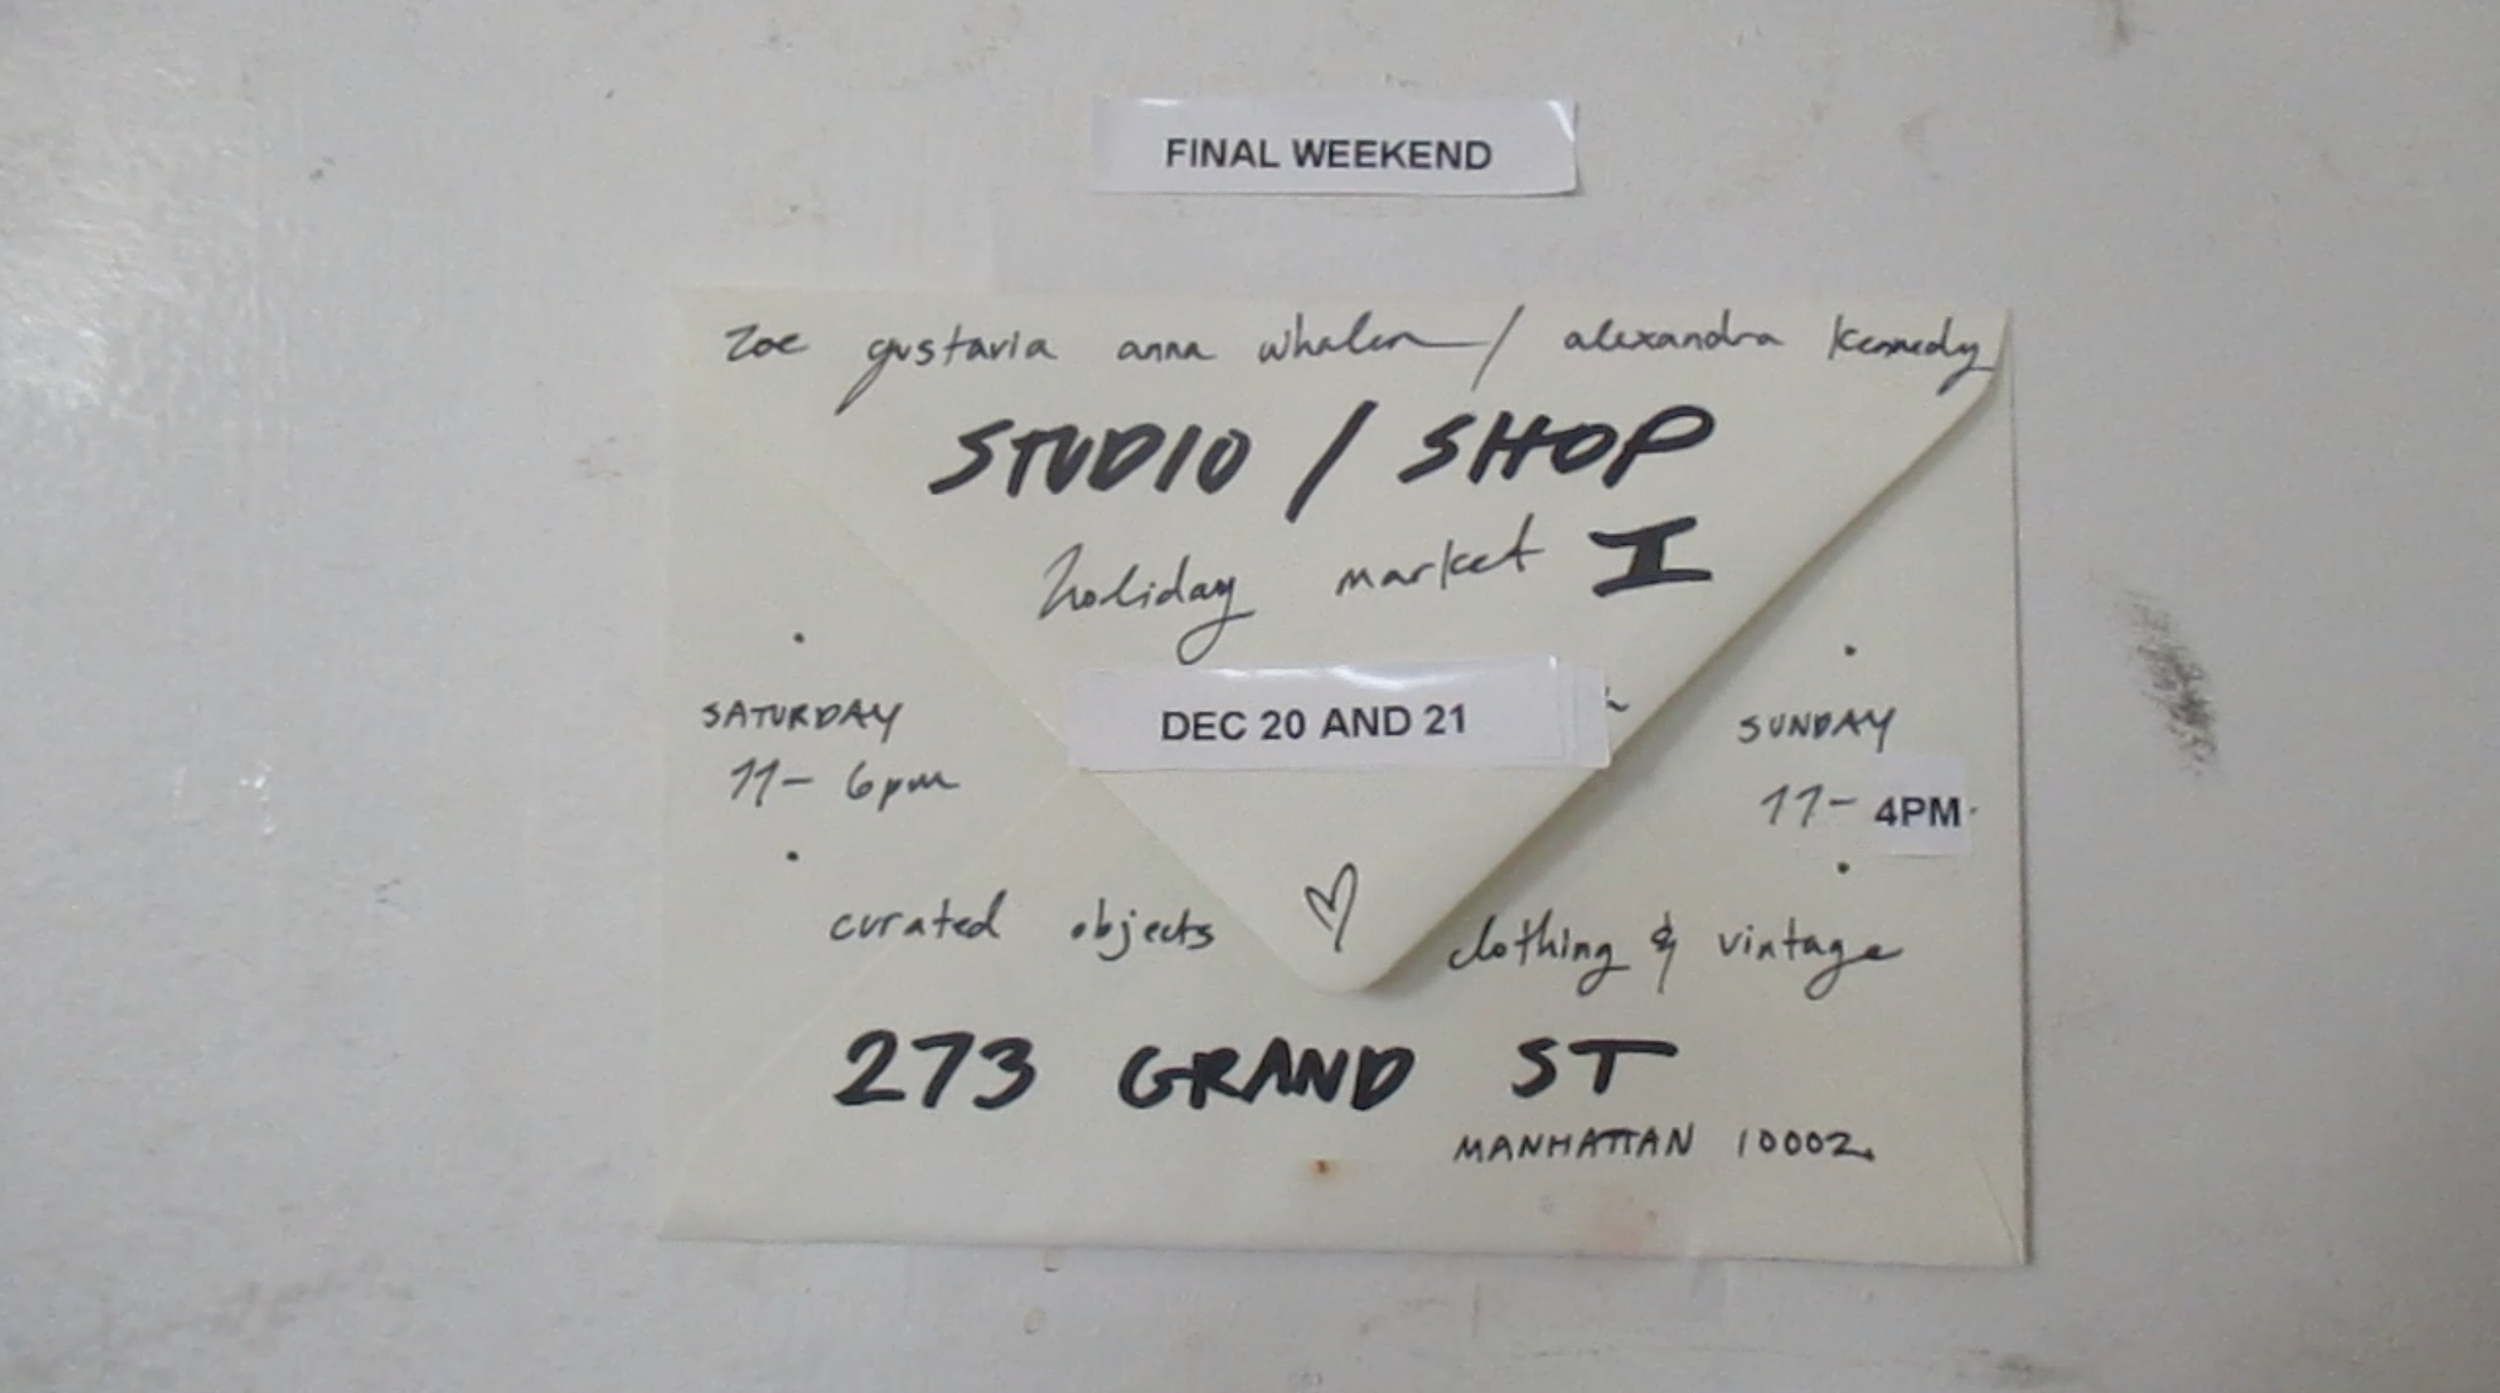 FINAL WEEKEND
Zoe gustavia anna whalen / alexandra kennedy
STUDIO / SHOP
holiday market I
DEC 20 AND 21
SATURDAY
11- 6pm
SUNDAY
11- 4PM
curated objects
clothing & vintage
273 GRAND ST
MANHATTAN 10002